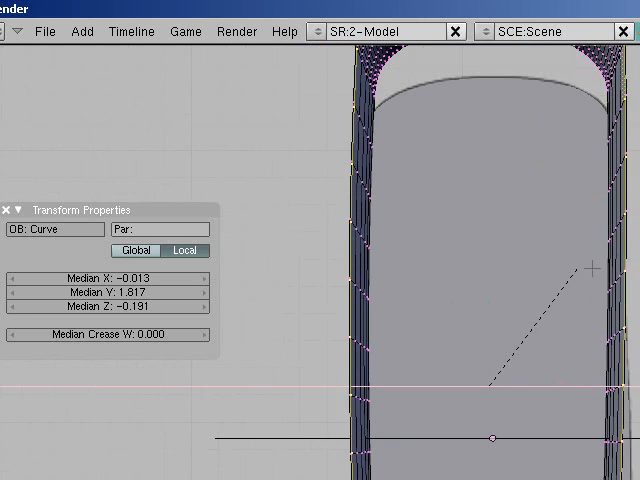 ender
File Add Timeline Game Render Help SR:2-Model SCE:Scene
Transform Properties
OB: Curve Par:
Global Local
Median X: -0.013
Median Y: 1.817
Median Z: -0.191
Median Crease W: 0.000